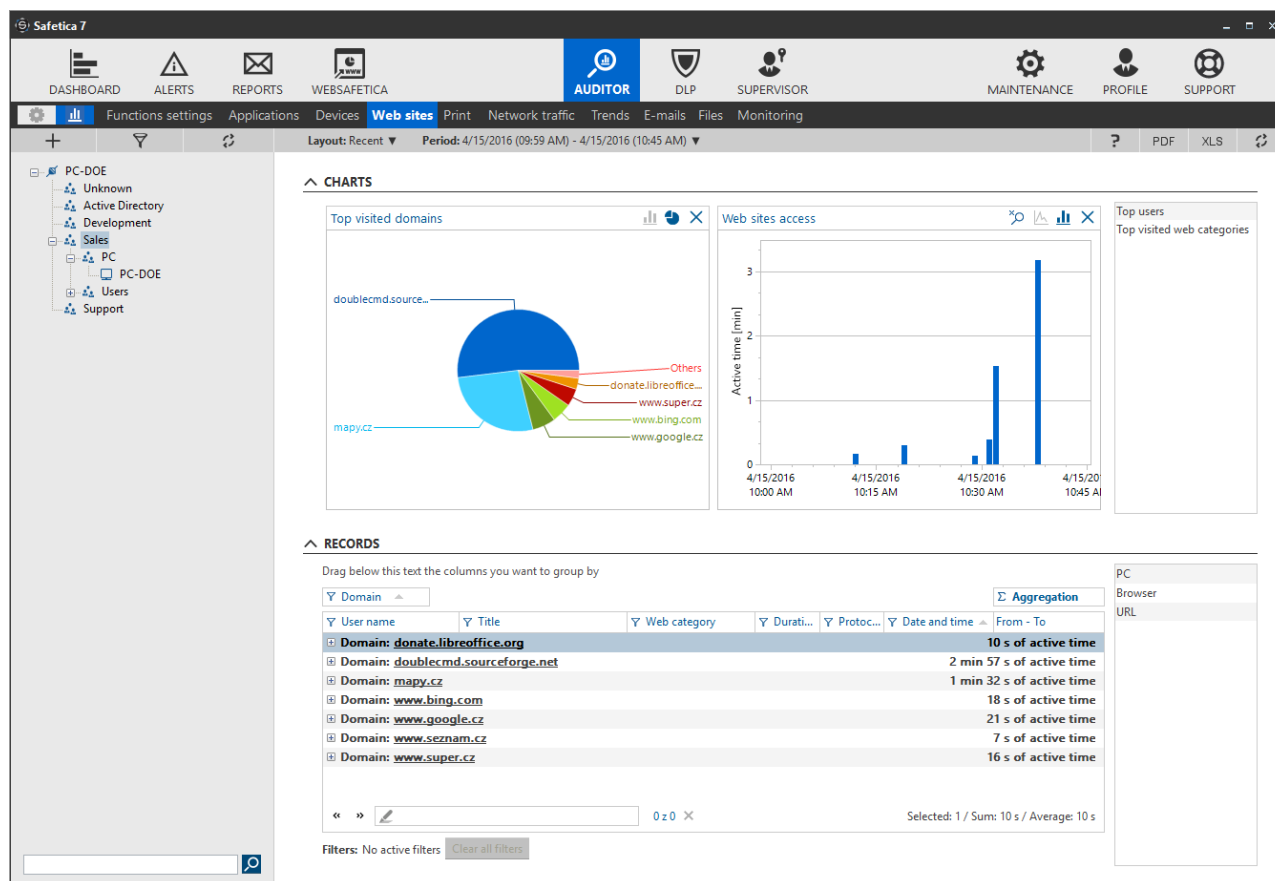 Safetica 7
DASHBOARD ALERTS REPORTS WEBSAFETICA AUDITOR DLP SUPERVISOR MAINTENANCE PROFILE SUPPORT
Functions settings Applications Devices Web sites Print Network traffic Trends E-mails Files Monitoring
Layout: Recent ▼ Period: 4/15/2016 (09:59 AM) - 4/15/2016 (10:45 AM) ▼ ? PDF XLS
PC-DOE
Unknown
Active Directory
Development
Sales
PC
PC-DOE
Users
Support
CHARTS
Top visited domains
doublecmd.source...
Others
donate.libreoffice....
www.super.cz
www.bing.com
mapy.cz
www.google.cz
Web sites access
Active time [min]
3
2
1
0
4/15/2016 4/15/2016 4/15/2016 4/15/20
10:00 AM 10:15 AM 10:30 AM 10:45 A
Top users
Top visited web categories
RECORDS
Drag below this text the columns you want to group by
Domain
Σ Aggregation
User name Title Web category Durati... Protoc... Date and time From - To
Domain: donate.libreoffice.org 10 s of active time
Domain: doublecmd.sourceforge.net 2 min 57 s of active time
Domain: mapy.cz 1 min 32 s of active time
Domain: www.bing.com 18 s of active time
Domain: www.google.cz 21 s of active time
Domain: www.seznam.cz 7 s of active time
Domain: www.super.cz 16 s of active time
« » 0 z 0 Selected: 1 / Sum: 10 s / Average: 10 s
Filters: No active filters Clear all filters
PC
Browser
URL